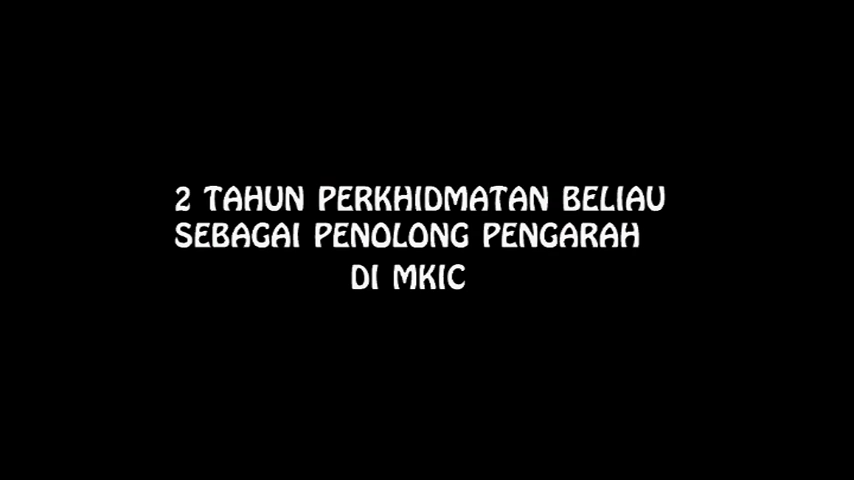 2 TAHUN PERKHIDMATAN BELIAU
SEBAGAI PENOLONG PENGARAH
DI MKIC